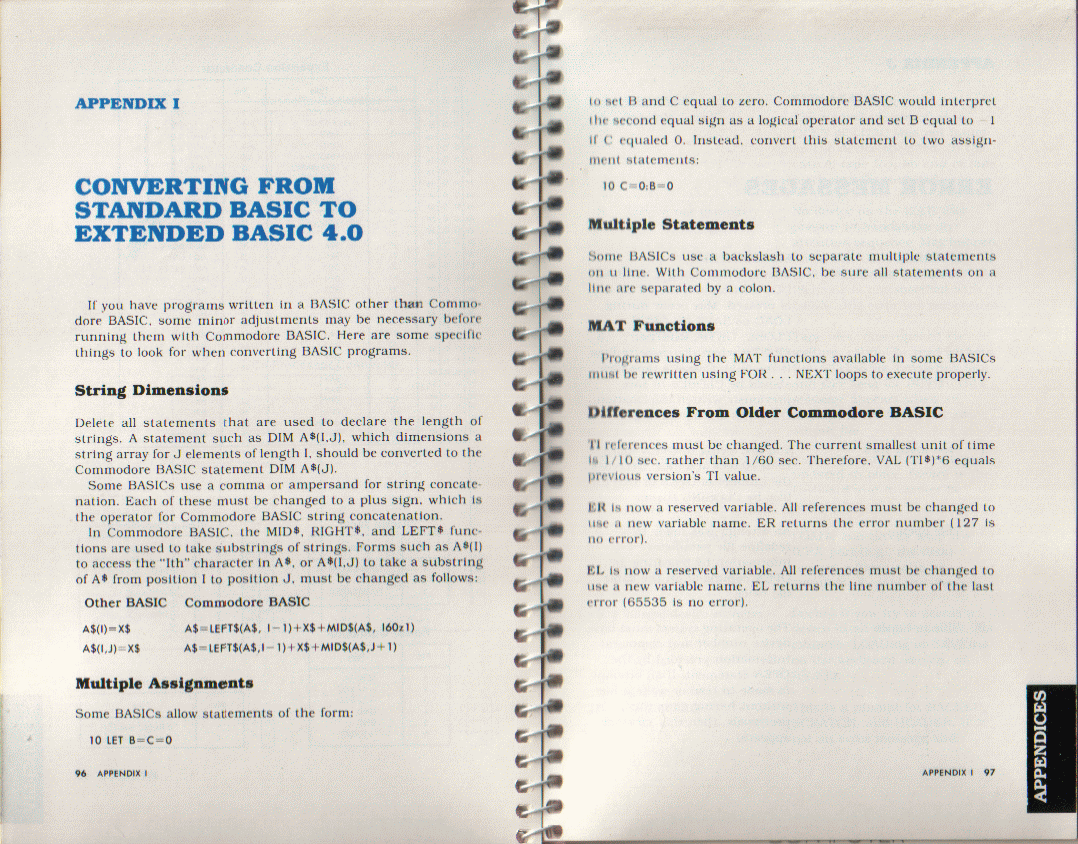 APPENDIX I
CONVERTING FROM
STANDARD BASIC TO
EXTENDED BASIC 4.0
If you have programs written in a BASIC other than Commo-
dore BASIC, some minor adjustments may be necessary before
running them with Commodore BASIC. Here are some specific
things to look for when converting BASIC programs.
String Dimensions
Delete all statements that are used to declare the length of
strings. A statement such as DIM A$(I,J), which dimensions a
string array for J elements of length I, should be converted to the
Commodore BASIC statement DIM A$(J).
Some BASICs use a comma or ampersand for string concate-
nation. Each of these must be changed to a plus sign, which is
the operator for Commodore BASIC string concatenation.
In Commodore BASIC, the MID$, RIGHT$, and LEFT$ func-
tions are used to take substrings of strings. Forms such as A$(I)
to access the "Ith" character in A$, or A$(I,J) to take a substring
of A$ from position I to position J, must be changed as follows:
Other BASIC Commodore BASIC
A$(I)=X$ A$=LEFT$(A$, I-1)+X$+MID$(A$, I60z1)
A$(I,J)=X$ A$=LEFT$(A$,I-1)+X$+MID$(A$,J+1)
Multiple Assignments
Some BASICs allow statements of the form:
10 LET B=C=0
96 APPENDIX I
to set B and C equal to zero. Commodore BASIC would interpret
the second equal sign as a logical operator and set B equal to -1
if C equaled 0. Instead, convert this statement to two assign-
ment statements:
10 C=0:B=0
Multiple Statements
Some BASICs use a backslash to separate multiple statements
on u line. With Commodore BASIC, be sure all statements on a
line are separated by a colon.
MAT Functions
Programs using the MAT functions available in some BASICs
must be rewritten using FOR . . . NEXT loops to execute properly.
Differences From Older Commodore BASIC
TI references must be changed. The current smallest unit of time
is 1/10 sec. rather than 1/60 sec. Therefore, VAL (TI$)*6 equals
previous version's TI value.
ER is now a reserved variable. All references must be changed to
use a new variable name. ER returns the error number (127 is
no error).
EL is now a reserved variable. All references must be changed to
use a new variable name. EL returns the line number of the last
error (65535 is no error).
APPENDICES
APPENDIX I 97